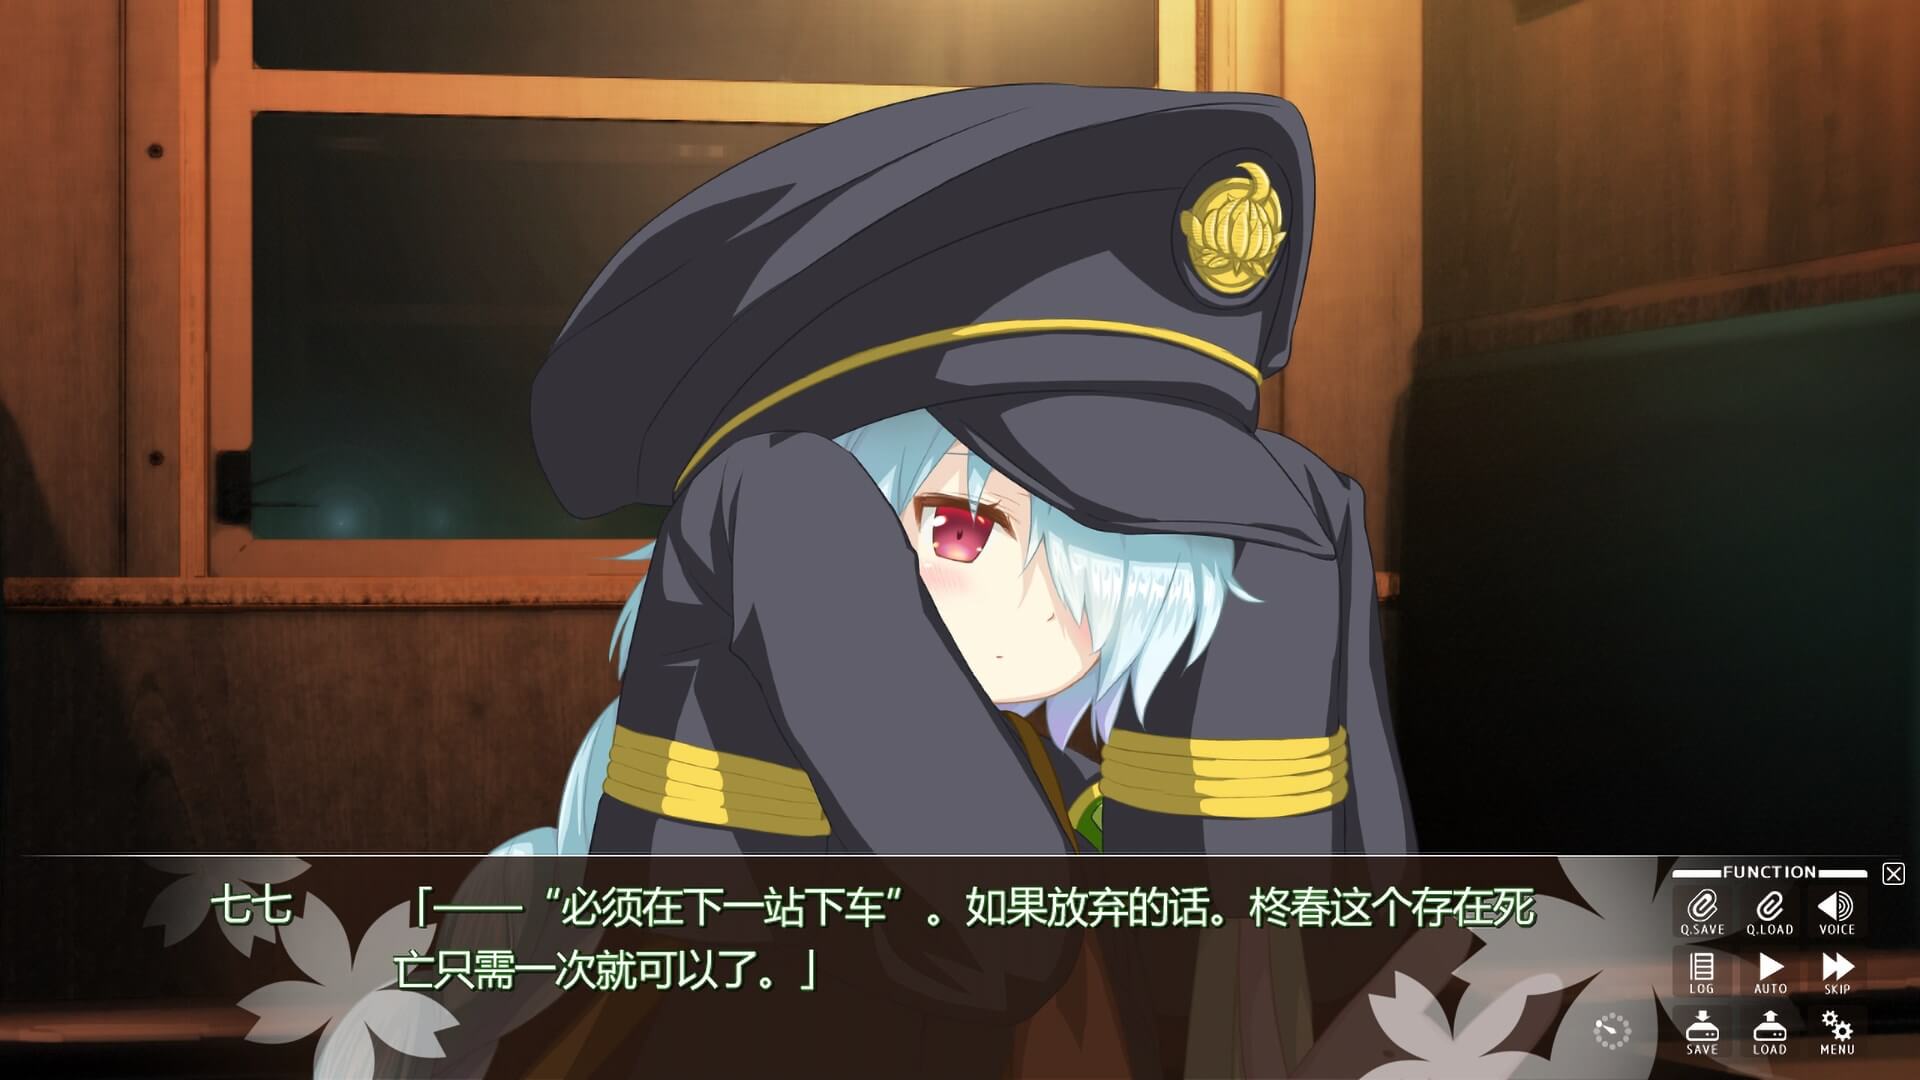 七七 「——“必须在下一站下车”。如果放弃的话。柊春这个存在死
亡只需一次就可以了。」
FUNCTION
Q.SAVE Q.LOAD VOICE
LOG AUTO SKIP
SAVE LOAD MENU